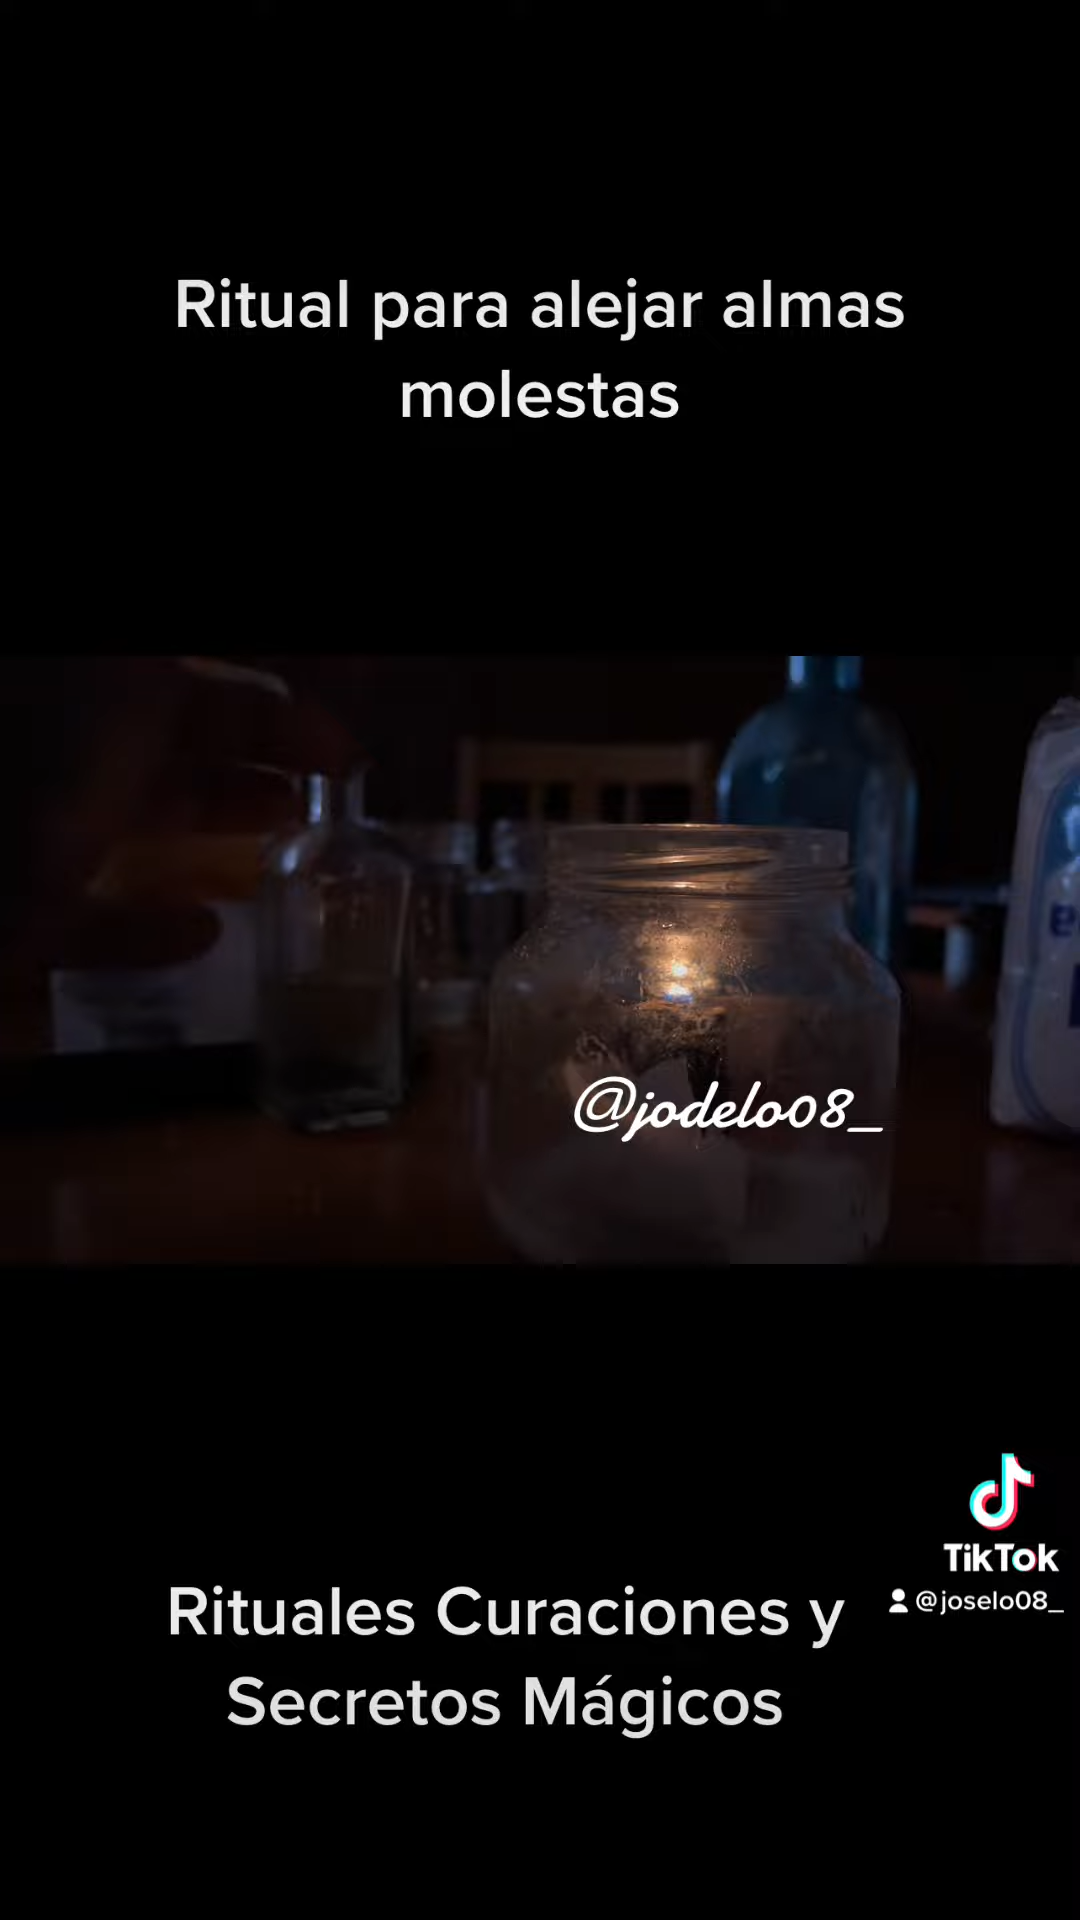 Ritual para alejar almas
molestas
@jodelo08_
TikTok
@joselo08_
Rituales Curaciones y
Secretos Mágicos